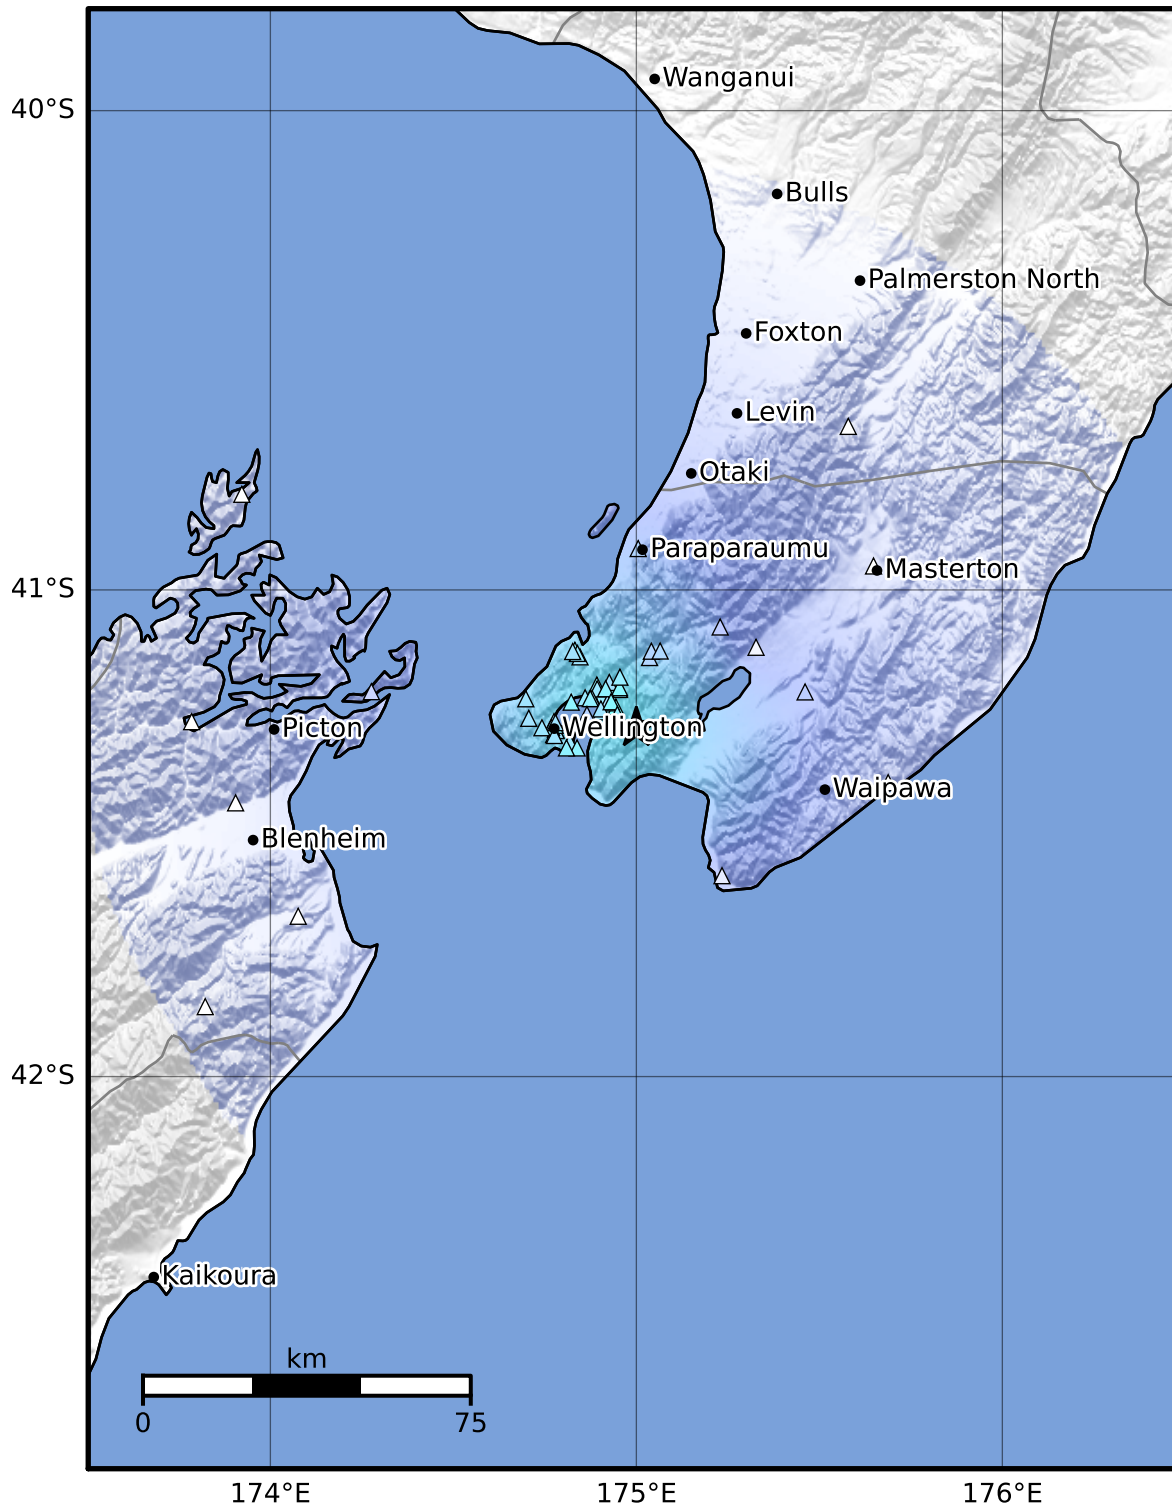 Wanganui
40°S
Bulls
Palmerston North
Foxton
Levin
Otaki
Paraparaumu
Masterton
41°S
Picton
Wellington
Waipawa
Blenheim
42°S
Kaikoura
km
0 75
174°E 175°E 176°E